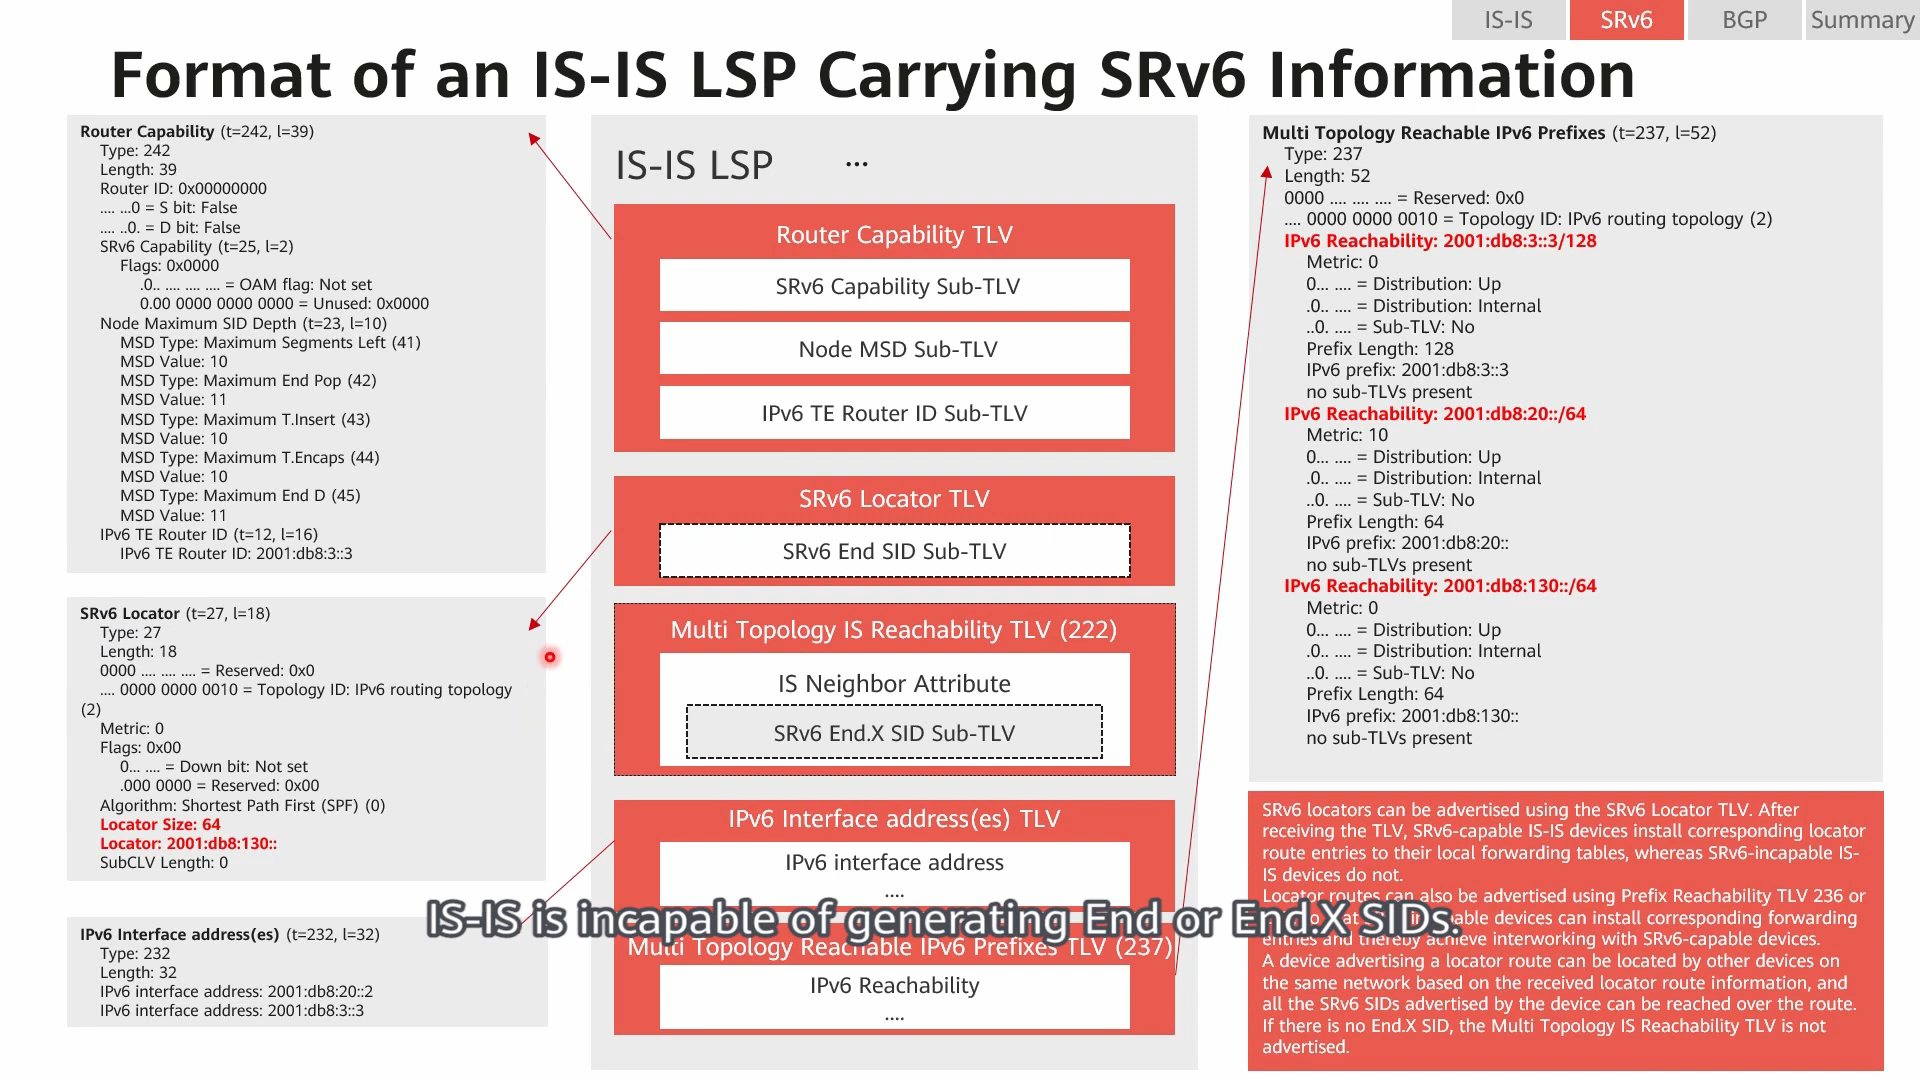 IS-IS
SRv6
BGP
Summary
Format of an IS-IS LSP Carrying SRv6 Information
Router Capability (t=242, l=39)
Type: 242
Length: 39
Router ID: 0x00000000
.... ...0 = S bit: False
.... ..0. = D bit: False
SRv6 Capability (t=25, l=2)
Flags: 0x0000
.0.. .... .... .... = OAM flag: Not set
0.00 0000 0000 0000 = Unused: 0x0000
Node Maximum SID Depth (t=23, l=10)
MSD Type: Maximum Segments Left (41)
MSD Value: 10
MSD Type: Maximum End Pop (42)
MSD Value: 11
MSD Type: Maximum T.Insert (43)
MSD Value: 10
MSD Type: Maximum T.Encaps (44)
MSD Value: 10
MSD Type: Maximum End D (45)
MSD Value: 11
IPv6 TE Router ID (t=12, l=16)
IPv6 TE Router ID: 2001:db8:3::3
SRv6 Locator (t=27, l=18)
Type: 27
Length: 18
0000 .... .... .... = Reserved: 0x0
.... 0000 0000 0010 = Topology ID: IPv6 routing topology
(2)
Metric: 0
Flags: 0x00
0... .... = Down bit: Not set
.000 0000 = Reserved: 0x00
Algorithm: Shortest Path First (SPF) (0)
Locator Size: 64
Locator: 2001:db8:130::
SubCLV Length: 0
IPv6 Interface address(es) (t=232, l=32)
Type: 232
Length: 32
IPv6 interface address: 2001:db8:20::2
IPv6 interface address: 2001:db8:3::3
IS-IS LSP ...
Router Capability TLV
SRv6 Capability Sub-TLV
Node MSD Sub-TLV
IPv6 TE Router ID Sub-TLV
SRv6 Locator TLV
SRv6 End SID Sub-TLV
Multi Topology IS Reachability TLV (222)
IS Neighbor Attribute
SRv6 End.X SID Sub-TLV
IPv6 Interface address(es) TLV
IPv6 interface address
....
Multi Topology Reachable IPv6 Prefixes TLV (237)
IPv6 Reachability
....
Multi Topology Reachable IPv6 Prefixes (t=237, l=52)
Type: 237
Length: 52
0000 .... .... .... = Reserved: 0x0
.... 0000 0000 0010 = Topology ID: IPv6 routing topology (2)
IPv6 Reachability: 2001:db8:3::3/128
Metric: 0
0... .... = Distribution: Up
.0.. .... = Distribution: Internal
..0. .... = Sub-TLV: No
Prefix Length: 128
IPv6 prefix: 2001:db8:3::3
no sub-TLVs present
IPv6 Reachability: 2001:db8:20::/64
Metric: 10
0... .... = Distribution: Up
.0.. .... = Distribution: Internal
..0. .... = Sub-TLV: No
Prefix Length: 64
IPv6 prefix: 2001:db8:20::
no sub-TLVs present
IPv6 Reachability: 2001:db8:130::/64
Metric: 0
0... .... = Distribution: Up
.0.. .... = Distribution: Internal
..0. .... = Sub-TLV: No
Prefix Length: 64
IPv6 prefix: 2001:db8:130::
no sub-TLVs present
SRv6 locators can be advertised using the SRv6 Locator TLV. After
receiving the TLV, SRv6-capable IS-IS devices install corresponding locator
route entries to their local forwarding tables, whereas SRv6-incapable IS-
IS devices do not.
Locator routes can also be advertised using Prefix Reachability TLV 236 or
devices can install corresponding forwarding
entries and thereby achieve interworking with SRv6-capable devices.
A device advertising a locator route can be located by other devices on
the same network based on the received locator route information, and
all the SRv6 SIDs advertised by the device can be reached over the route.
If there is no End.X SID, the Multi Topology IS Reachability TLV is not
advertised.
IS-IS is incapable of generating End or End.X SIDs.